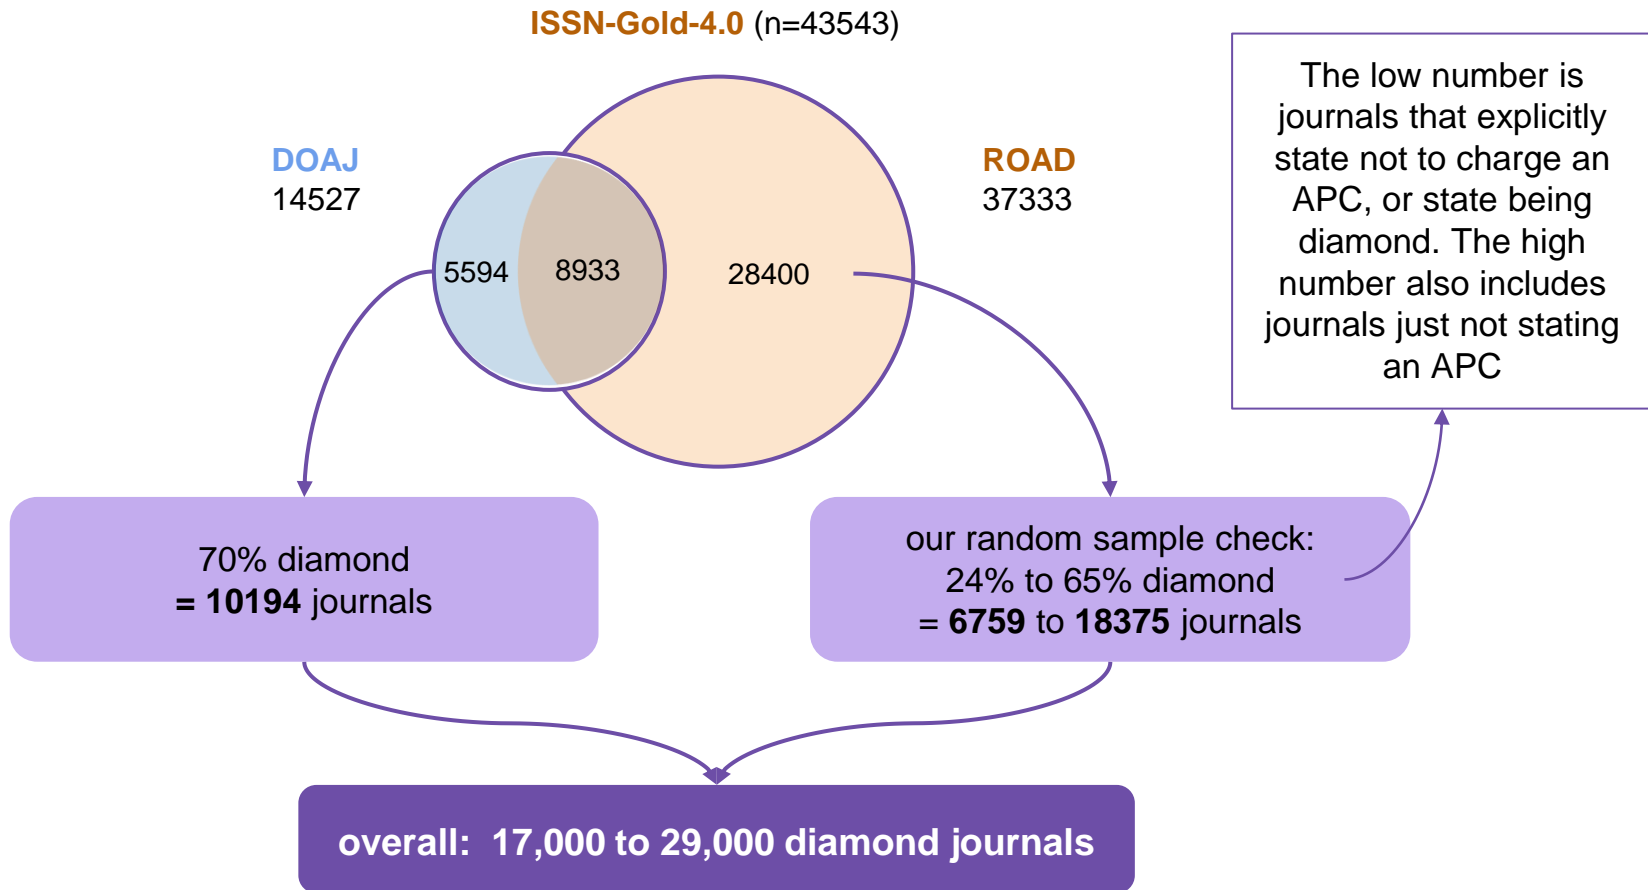 ISSN-Gold-4.0 (n=43543)
DOAJ
14527
ROAD
37333
5594
8933
28400
The low number is
journals that explicitly
state not to charge an
APC, or state being
diamond. The high
number also includes
journals just not stating
an APC
70% diamond
= 10194 journals
our random sample check:
24% to 65% diamond
= 6759 to 18375 journals
overall:  17,000 to 29,000 diamond journals